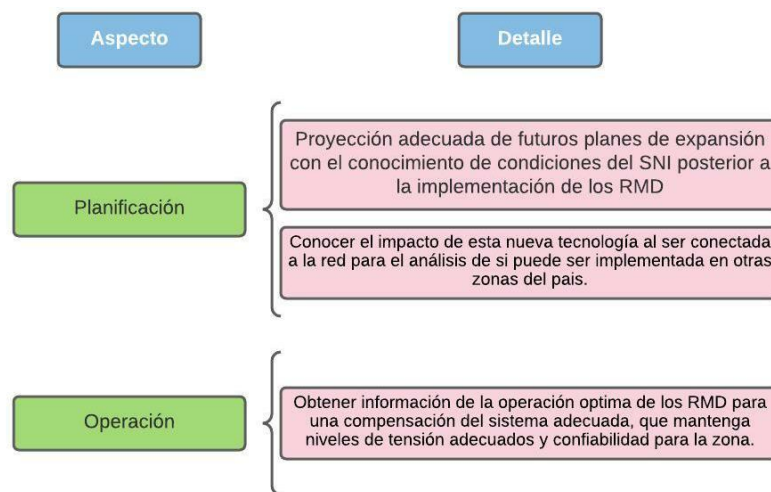 Aspecto
Detalle
Planificación
Proyección adecuada de futuros planes de expansión
con el conocimiento de condiciones del SNI posterior a
la implementación de los RMD
Conocer el impacto de esta nueva tecnología al ser conectada
a la red para el análisis de si puede ser implementada en otras
zonas del pais.
Operación
Obtener información de la operación optima de los RMD para
una compensación del sistema adecuada, que mantenga
niveles de tensión adecuados y confiabilidad para la zona.